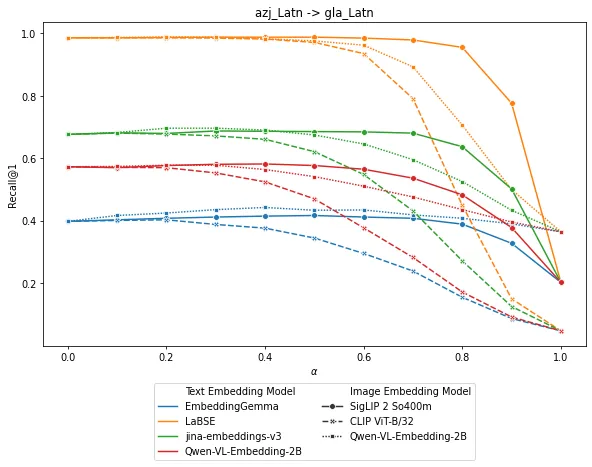 azj_Latn -> gla_Latn
Recall@1
1.0
0.8
0.6
0.4
0.2
0.0 0.2 0.4 0.6 0.8 1.0
α
Text Embedding Model Image Embedding Model
EmbeddingGemma SigLIP 2 So400m
LaBSE CLIP ViT-B/32
jina-embeddings-v3 Qwen-VL-Embedding-2B
Qwen-VL-Embedding-2B